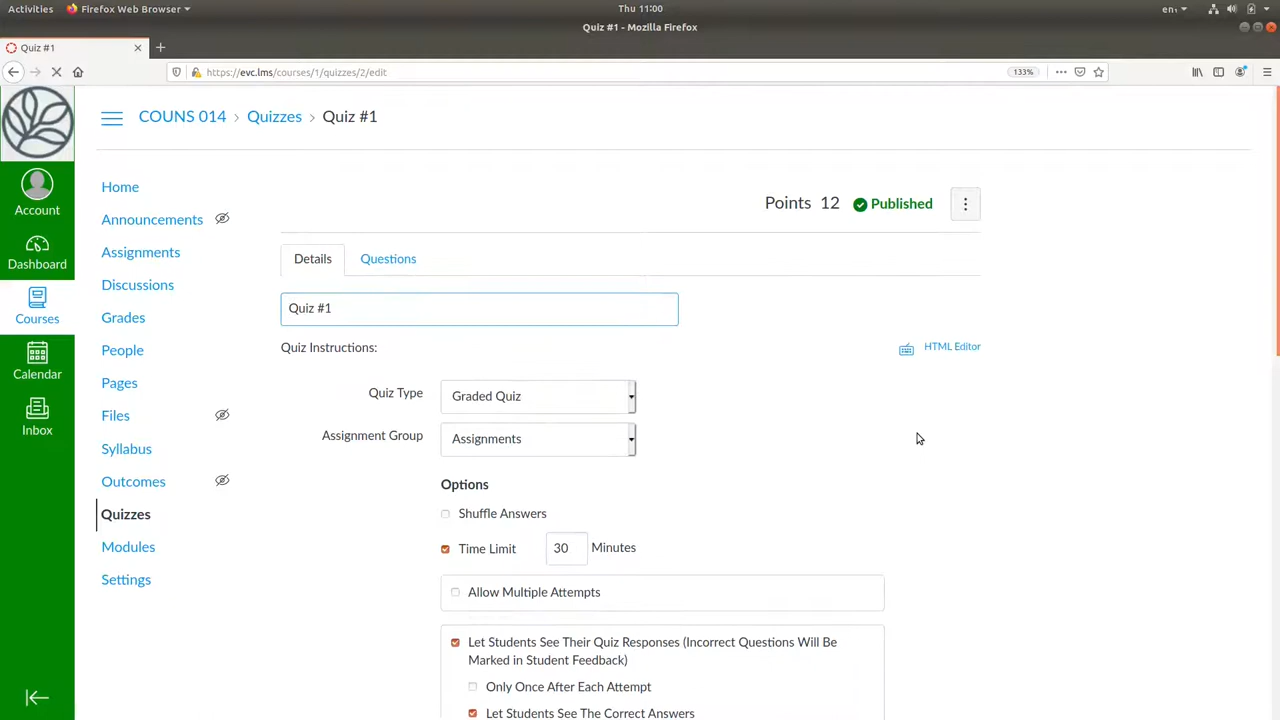 Activities
Firefox Web Browser
Thu 11:00
en
Quiz #1 - Mozilla Firefox
Quiz #1
https://evc.lms/courses/1/quizzes/2/edit
133%
COUNS 014 › Quizzes › Quiz #1
Account
Dashboard
Courses
Calendar
Inbox
Home
Announcements
Assignments
Discussions
Grades
People
Pages
Files
Syllabus
Outcomes
Quizzes
Modules
Settings
Points 12 Published
Details Questions
Quiz #1
Quiz Instructions:
HTML Editor
Quiz Type Graded Quiz
Assignment Group Assignments
Options
Shuffle Answers
Time Limit 30 Minutes
Allow Multiple Attempts
Let Students See Their Quiz Responses (Incorrect Questions Will Be
Marked in Student Feedback)
Only Once After Each Attempt
Let Students See The Correct Answers